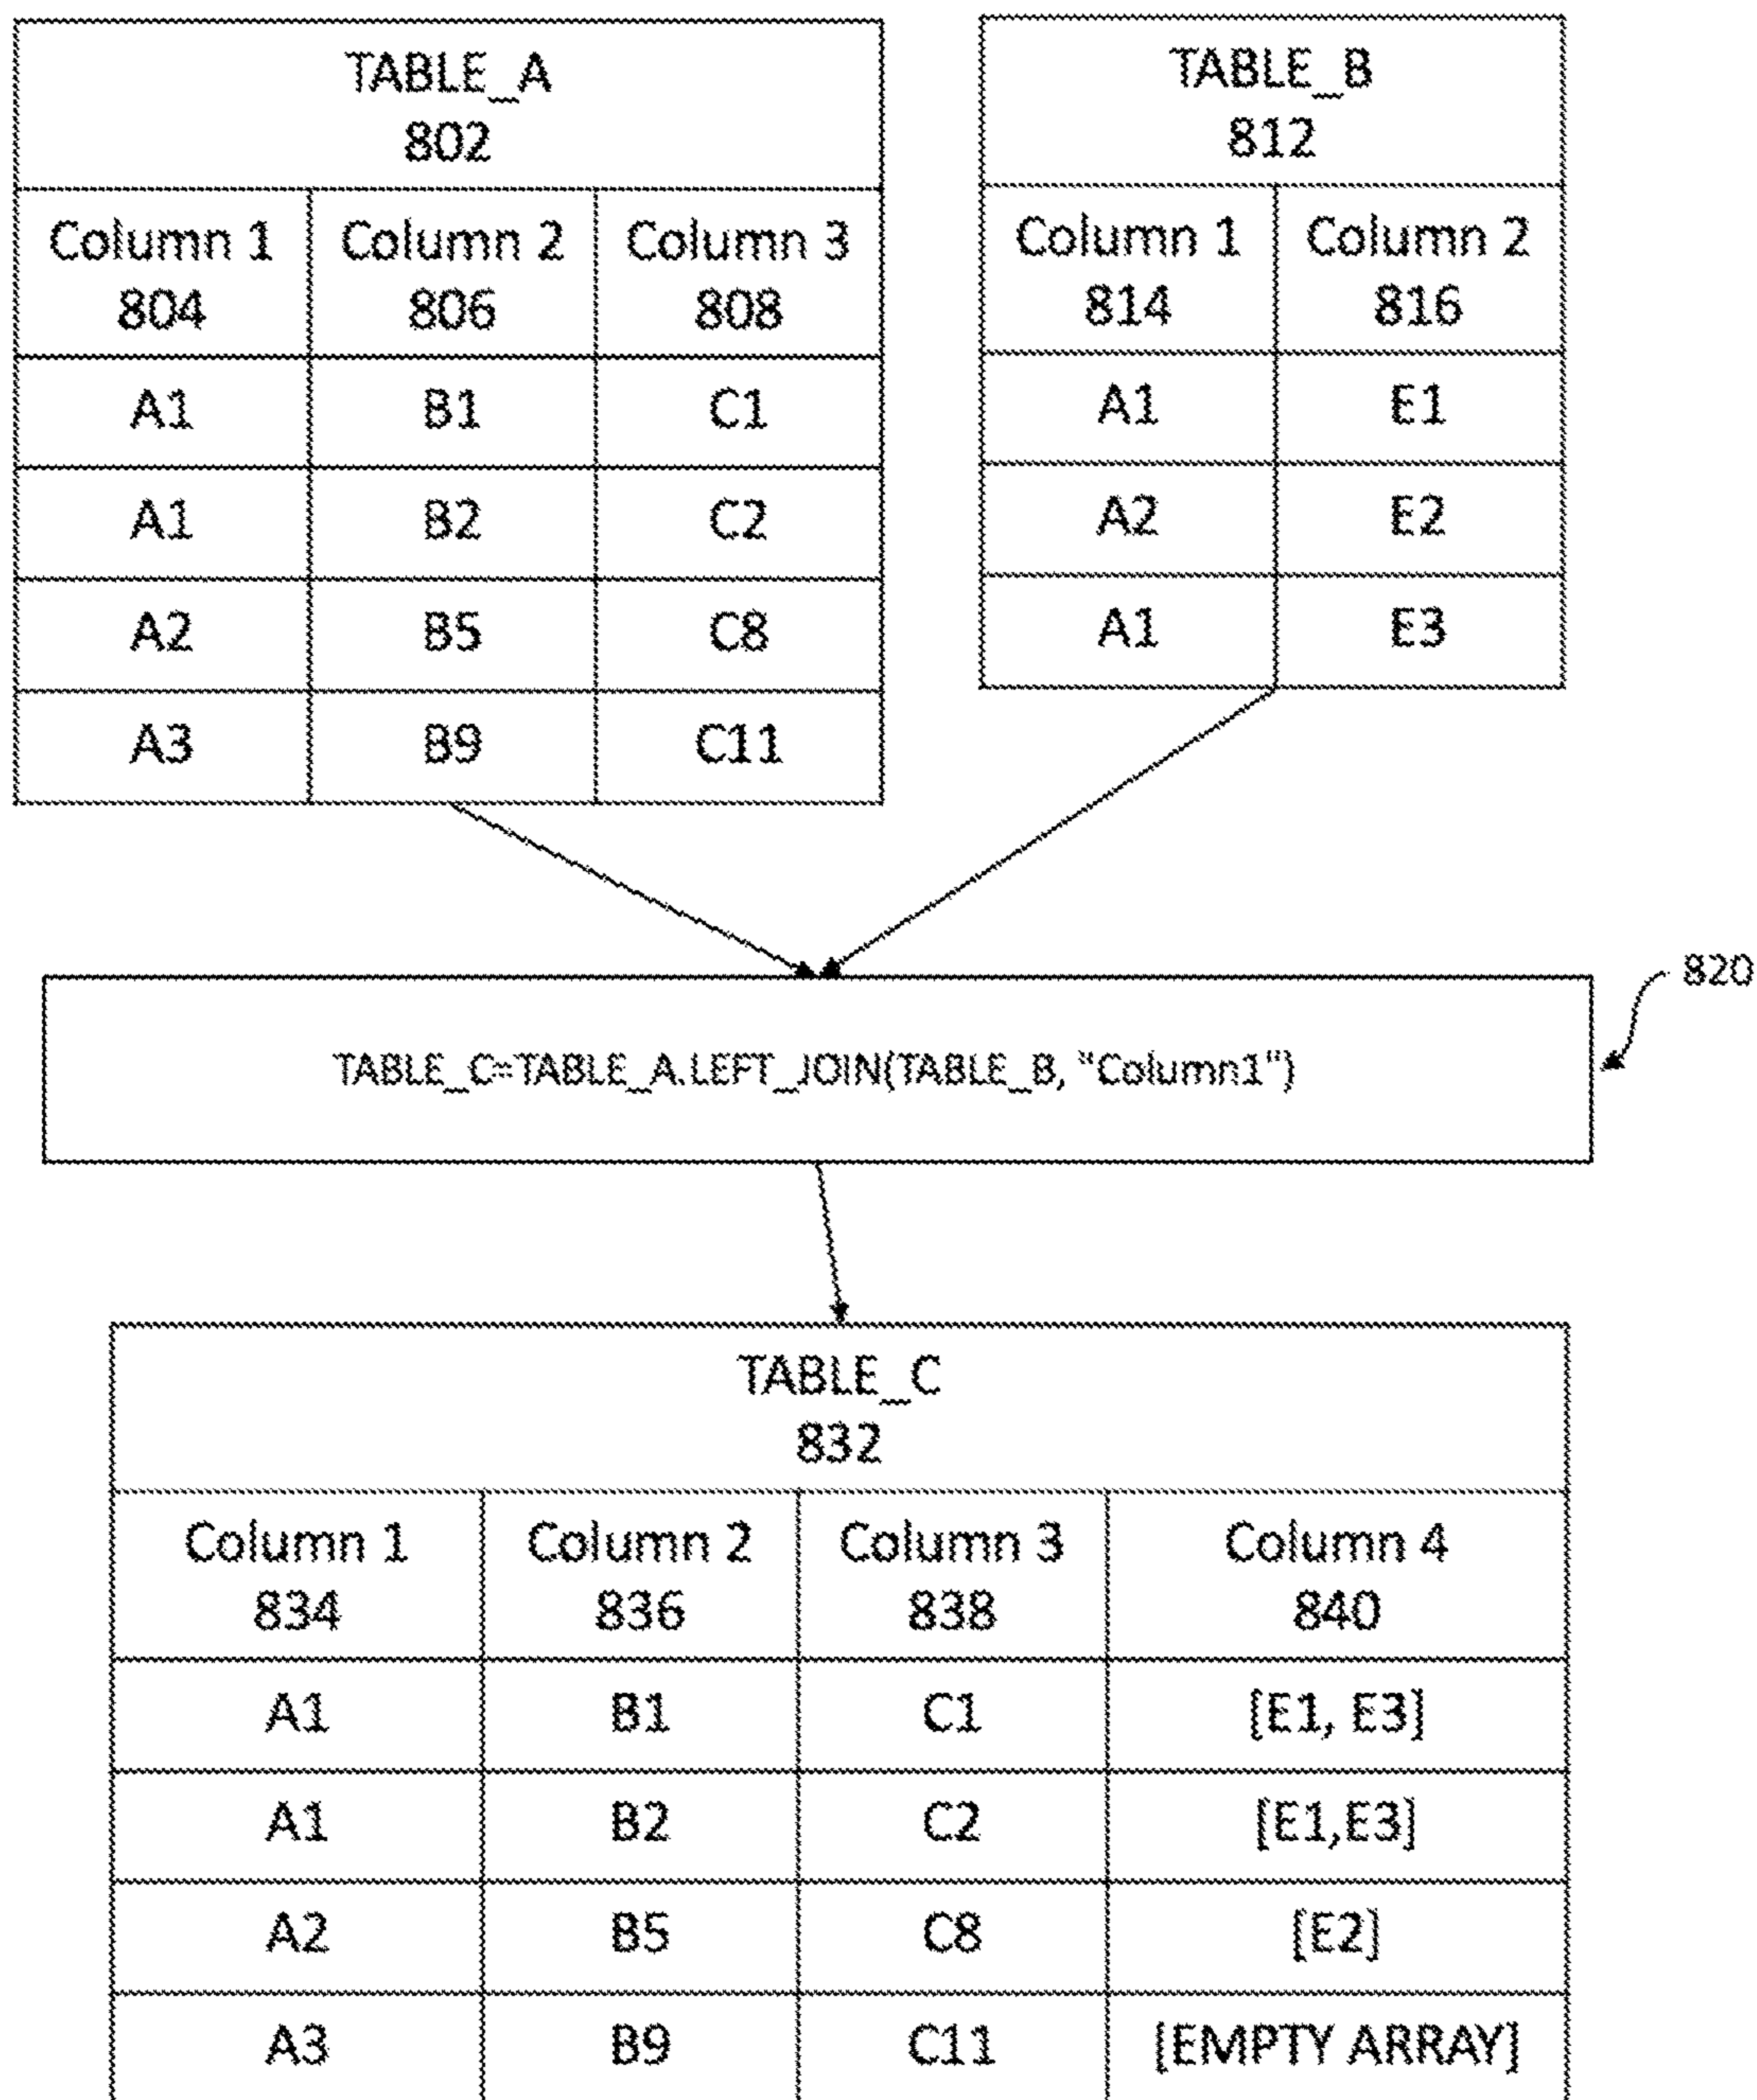 TABLE_A
802
Column 1 Column 2 Column 3
804 806 808
A1 B1 C1
A1 B2 C2
A2 B5 C8
A3 B9 C11
TABLE_B
812
Column 1 Column 2
814 816
A1 E1
A2 E2
A1 E3
820
TABLE_C=TABLE_A.LEFT_JOIN(TABLE_B, "Column1")
TABLE_C
832
Column 1 Column 2 Column 3 Column 4
834 836 838 840
A1 B1 C1 [E1, E3]
A1 B2 C2 [E1,E3]
A2 B5 C8 [E2]
A3 B9 C11 [EMPTY ARRAY]